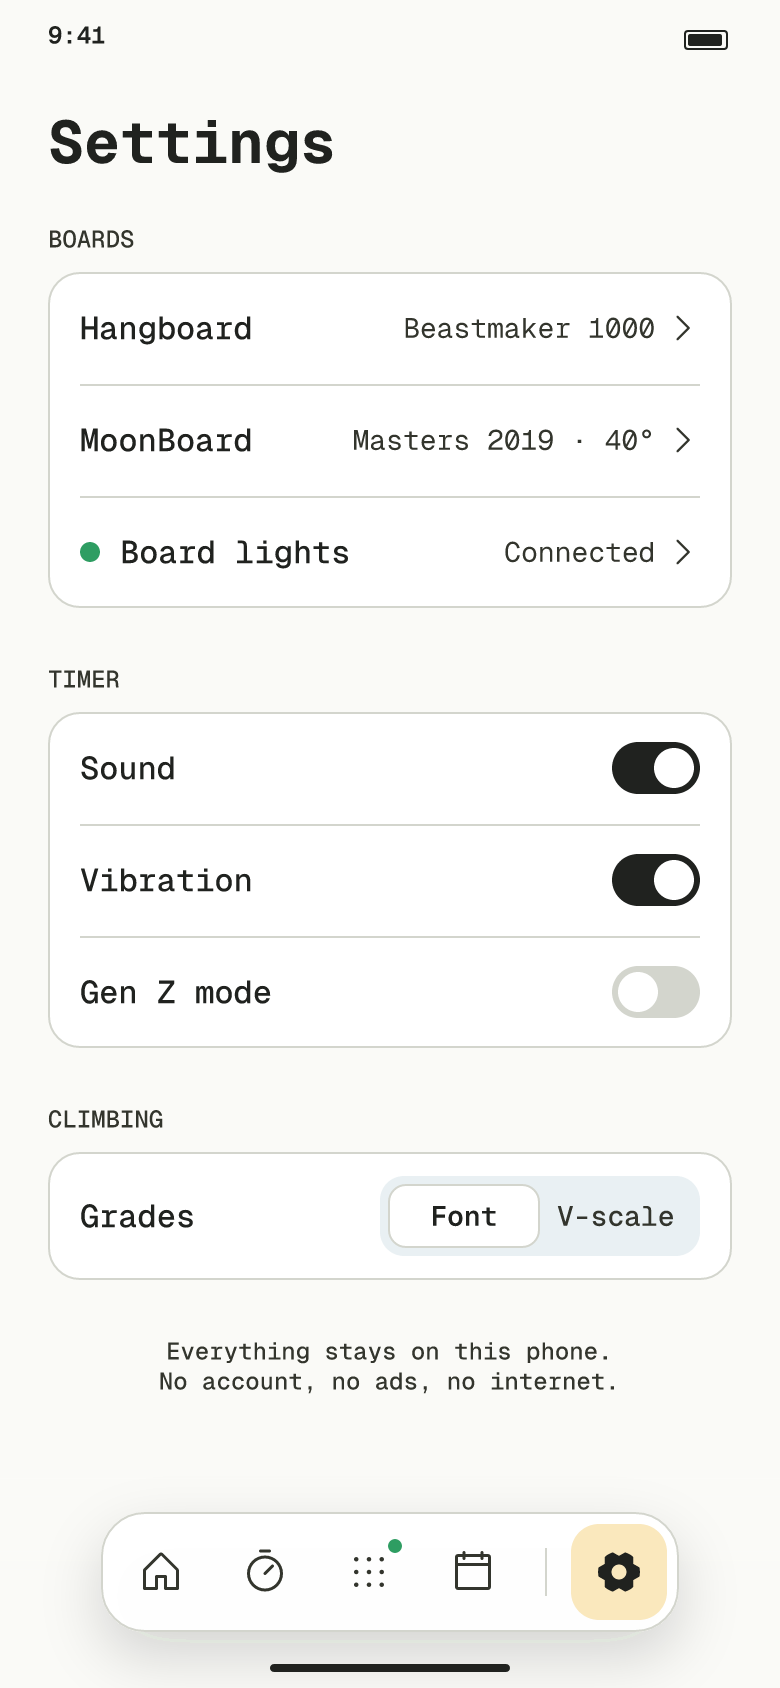 9:41
Settings
BOARDS
Hangboard Beastmaker 1000
MoonBoard Masters 2019 · 40°
Board lights Connected
TIMER
Sound
Vibration
Gen Z mode
CLIMBING
Grades Font V-scale
Everything stays on this phone.
No account, no ads, no internet.